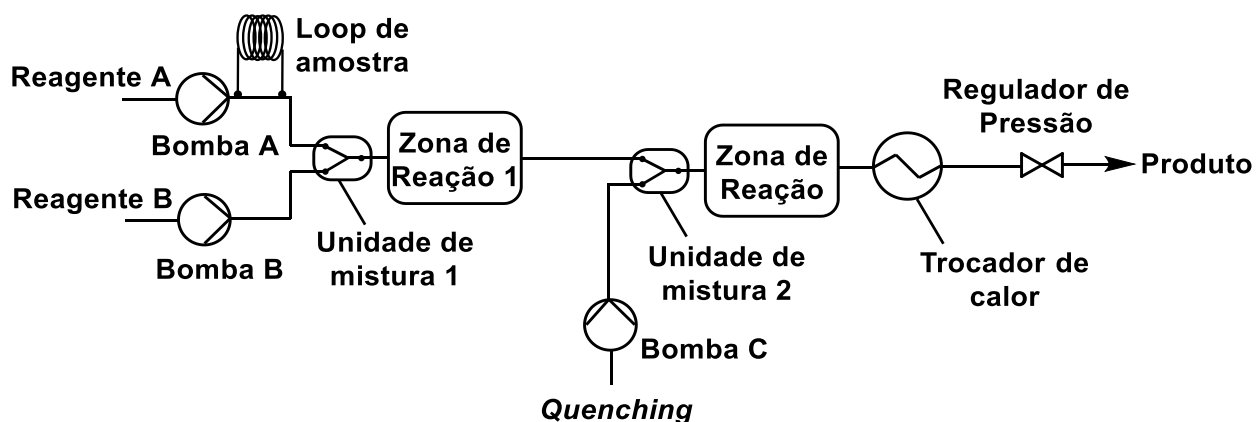 Loop de
amostra
Reagente A
Bomba A
Reagente B
Bomba B
Unidade de
mistura 1
Zona de
Reação 1
Unidade de
mistura 2
Bomba C
Quenching
Zona de
Reação
Trocador de
calor
Regulador de
Pressão
Produto